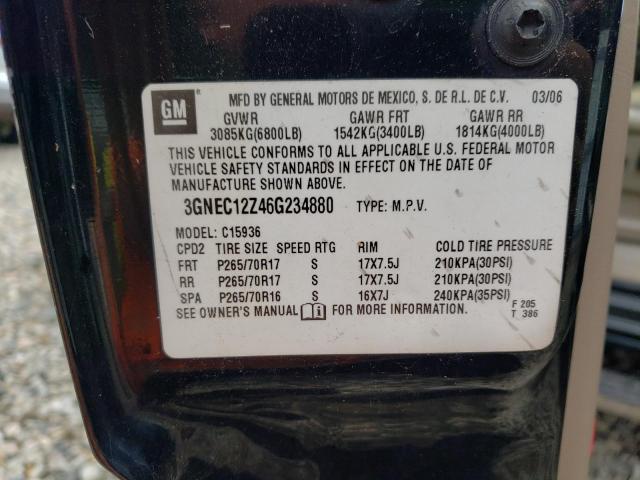 GM MFD BY GENERAL MOTORS DE MEXICO, S. DE R.L. DE C.V. 03/06
GVWR GAWR FRT GAWR RR
3085KG(6800LB) 1542KG(3400LB) 1814KG(4000LB)
THIS VEHICLE CONFORMS TO ALL APPLICABLE U.S. FEDERAL MOTOR
VEHICLE SAFETY STANDARDS IN EFFECT ON THE DATE OF
MANUFACTURE SHOWN ABOVE.
3GNEC12Z46G234880 TYPE: M.P.V.
MODEL: C15936
CPD2 TIRE SIZE SPEED RTG RIM COLD TIRE PRESSURE
FRT P265/70R17 S 17X7.5J 210KPA(30PSI)
RR P265/70R17 S 17X7.5J 210KPA(30PSI)
SPA P265/70R16 S 16X7J 240KPA(35PSI)
SEE OWNER'S MANUAL i FOR MORE INFORMATION. F 205
T 386